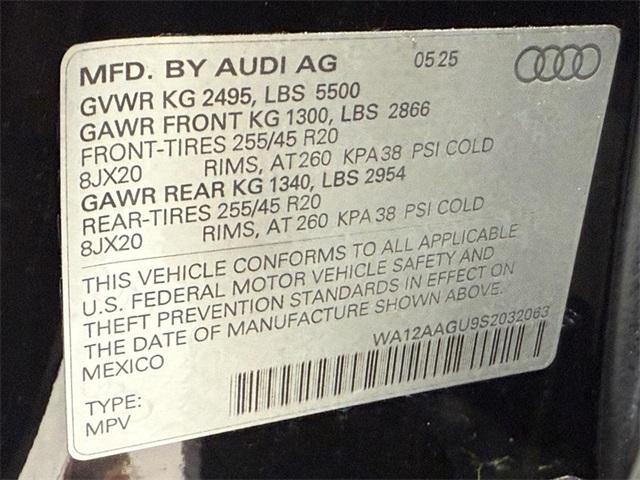 MFD. BY AUDI AG 05 25
GVWR KG 2495, LBS 5500
GAWR FRONT KG 1300, LBS 2866
FRONT-TIRES 255/45 R20
8JX20 RIMS, AT 260 KPA 38 PSI COLD
GAWR REAR KG 1340, LBS 2954
REAR-TIRES 255/45 R20
8JX20 RIMS, AT 260 KPA 38 PSI COLD
THIS VEHICLE CONFORMS TO ALL APPLICABLE
U.S. FEDERAL MOTOR VEHICLE SAFETY AND
THEFT PREVENTION STANDARDS IN EFFECT ON
THE DATE OF MANUFACTURE SHOWN ABOVE.
MEXICO WA12AAGU9S2032063
TYPE:
MPV